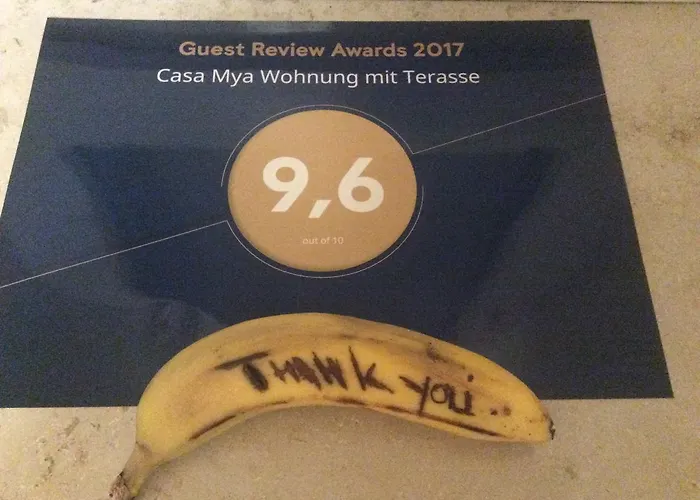 Guest Review Awards 2017
Casa Mya Wohnung mit Terasse
9,6
out of 10
THANK YOU..